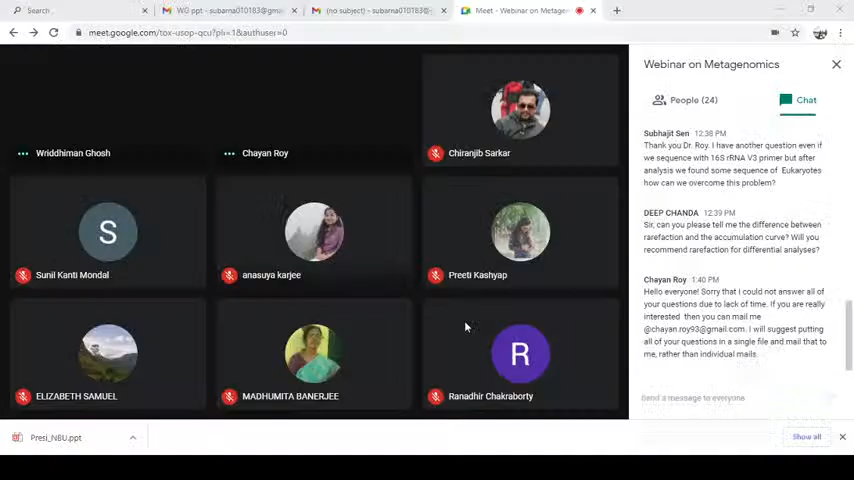 Search
WG ppt - subarna010183@gmai
(no subject) - subarna010183@
Meet - Webinar on Metagenom
meet.google.com/tox-usop-qcu?pli=1&authuser=0
Wriddhiman Ghosh
Chayan Roy
Chiranjib Sarkar
S
Sunil Kanti Mondal
anasuya karjee
Preeti Kashyap
ELIZABETH SAMUEL
MADHUMITA BANERJEE
R
Ranadhir Chakraborty
Webinar on Metagenomics
People (24)
Chat
Subhajit Sen 12:38 PM
Thank you Dr. Roy. I have another question even if
we sequence with 16S rRNA V3 primer but after
analysis we found some sequence of Eukaryotes
how can we overcome this problem?
DEEP CHANDA 12:39 PM
Sir, can you please tell me the difference between
rarefaction and the accumulation curve? Will you
recommend rarefaction for differential analyses?
Chayan Roy 1:40 PM
Hello everyone! Sorry that I could not answer all of
your questions due to lack of time. If you are really
interested then you can mail me
@chayan.roy93@gmail.com. I will suggest putting
all of your questions in a single file and mail that to
me, rather than individual mails.
Send a message to everyone
Presi_NBU.ppt
Show all